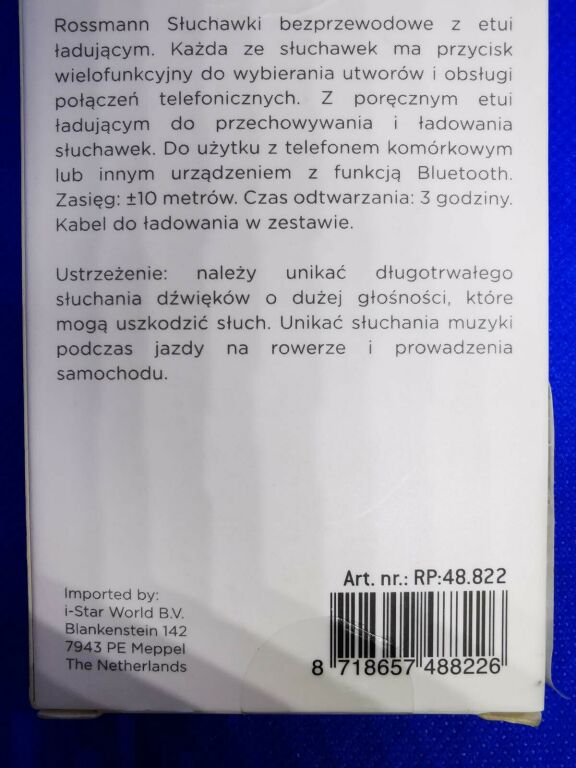 Rossmann Słuchawki bezprzewodowe z etui
ładującym. Każda ze słuchawek ma przycisk
wielofunkcyjny do wybierania utworów i obsługi
połączeń telefonicznych. Z poręcznym etui
ładującym do przechowywania i ładowania
słuchawek. Do użytku z telefonem komórkowym
lub innym urządzeniem z funkcją Bluetooth.
Zasięg: ±10 metrów. Czas odtwarzania: 3 godziny.
Kabel do ładowania w zestawie.
Ustrzeżenie: należy unikać długotrwałego
słuchania dźwięków o dużej głośności, które
mogą uszkodzić słuch. Unikać słuchania muzyki
podczas jazdy na rowerze i prowadzenia
samochodu.
Art. nr.: RP:48.822
Imported by:
i-Star World B.V.
Blankenstein 142
7943 PE Meppel
The Netherlands
8 718657 488226